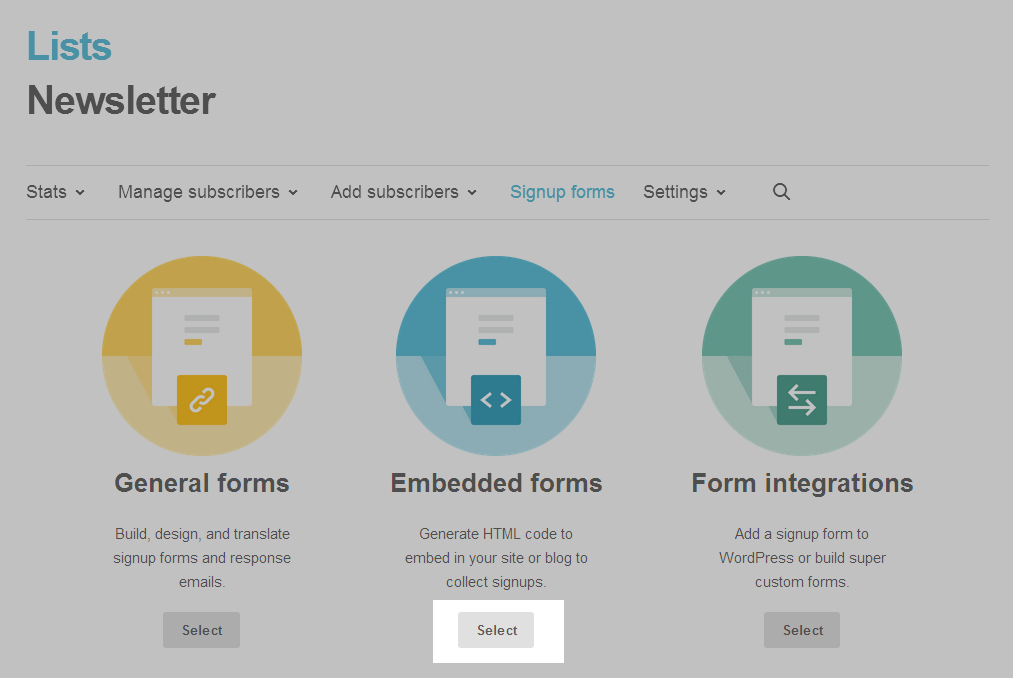 Lists
Newsletter
Stats Manage subscribers Add subscribers Signup forms Settings
General forms
Build, design, and translate
signup forms and response
emails.
Select
Embedded forms
Generate HTML code to
embed in your site or blog to
collect signups.
Select
Form integrations
Add a signup form to
WordPress or build super
custom forms.
Select